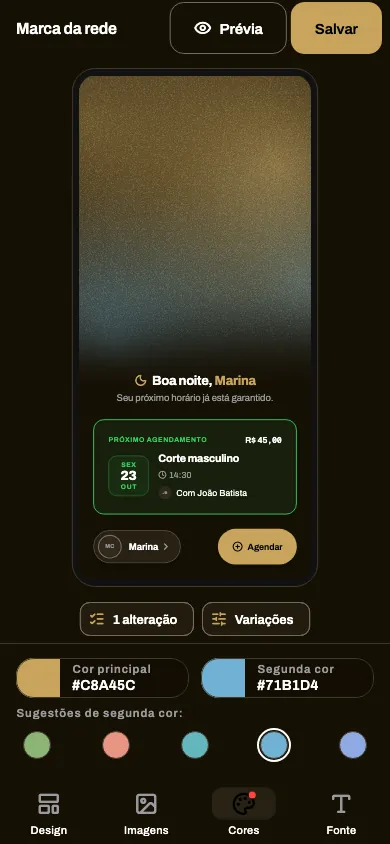 Marca da rede
Prévia
Salvar
Boa noite, Marina
Seu próximo horário já está garantido.
PRÓXIMO AGENDAMENTO
R$ 45,00
SEX
23
OUT
Corte masculino
14:30
Com João Batista
MC
Marina
Agendar
1 alteração
Variações
Cor principal
#C8A45C
Segunda cor
#71B1D4
Sugestões de segunda cor:
Design
Imagens
Cores
Fonte